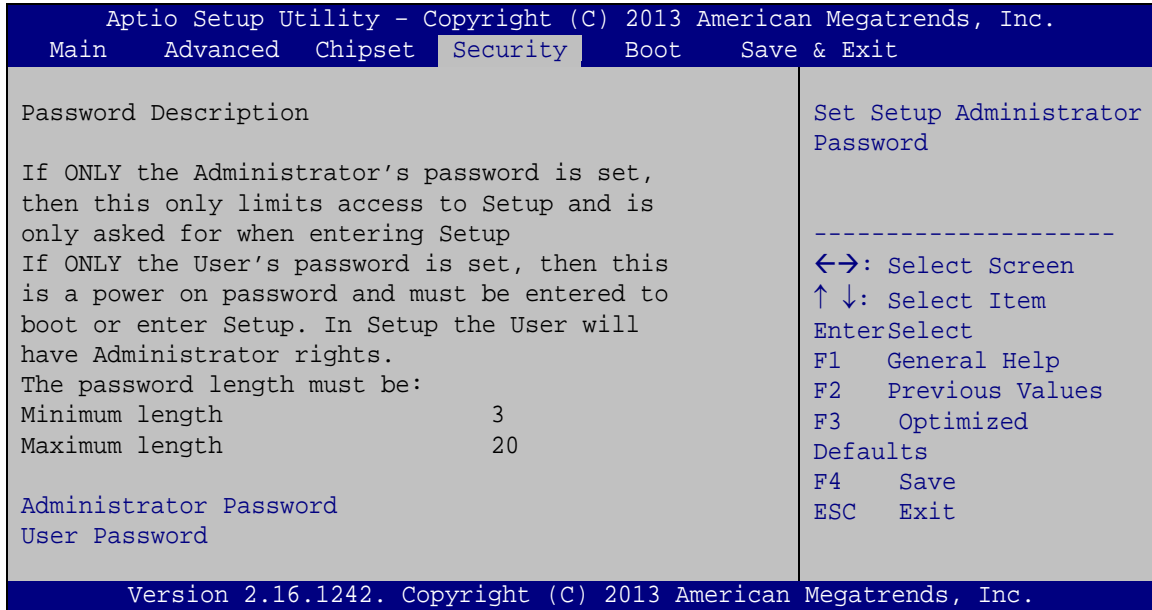 Aptio Setup Utility – Copyright (C) 2013 American Megatrends, Inc.
Main Advanced Chipset Security Boot Save & Exit
Password Description
If ONLY the Administrator’s password is set,
then this only limits access to Setup and is
only asked for when entering Setup
If ONLY the User’s password is set, then this
is a power on password and must be entered to
boot or enter Setup. In Setup the User will
have Administrator rights.
The password length must be:
Minimum length 3
Maximum length 20
Administrator Password
User Password
Set Setup Administrator
Password
---------------------
←→: Select Screen
↑ ↓: Select Item
EnterSelect
F1 General Help
F2 Previous Values
F3 Optimized
Defaults
F4 Save
ESC Exit
Version 2.16.1242. Copyright (C) 2013 American Megatrends, Inc.